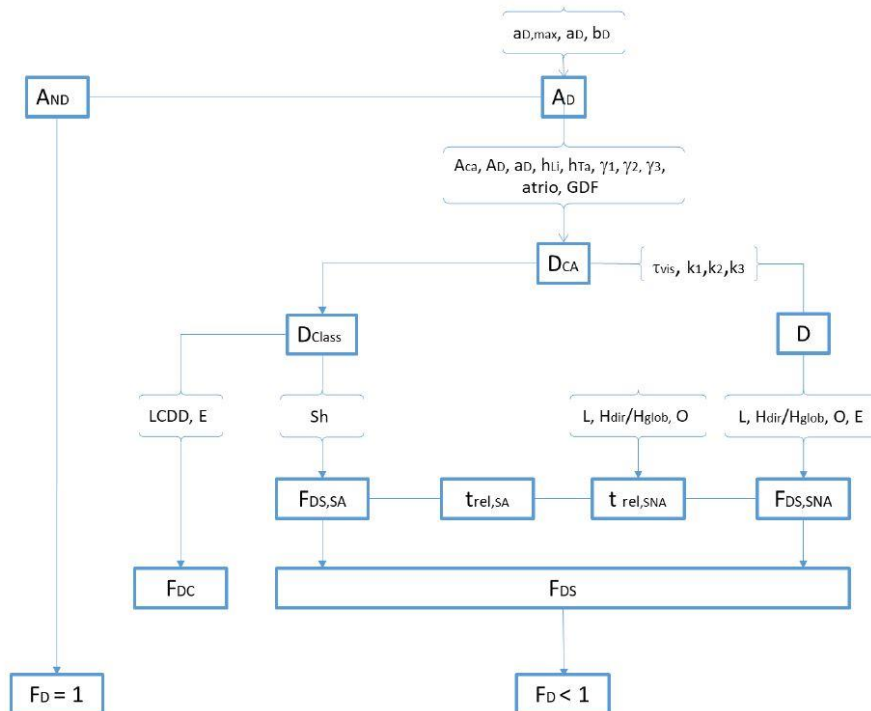 aD,max, aD, bD
AND
AD
Aca, AD, aD, hLi, hTa, γ1, γ2, γ3,
atrio, GDF
DCA
τvis, k1,k2,k3
DClass
D
LCDD, E
Sh
L, Hdir/Hglob, O
L, Hdir/Hglob, O, E
FDS,SA
trel,SA
t rel,SNA
FDS,SNA
FDC
FDS
FD = 1
FD < 1